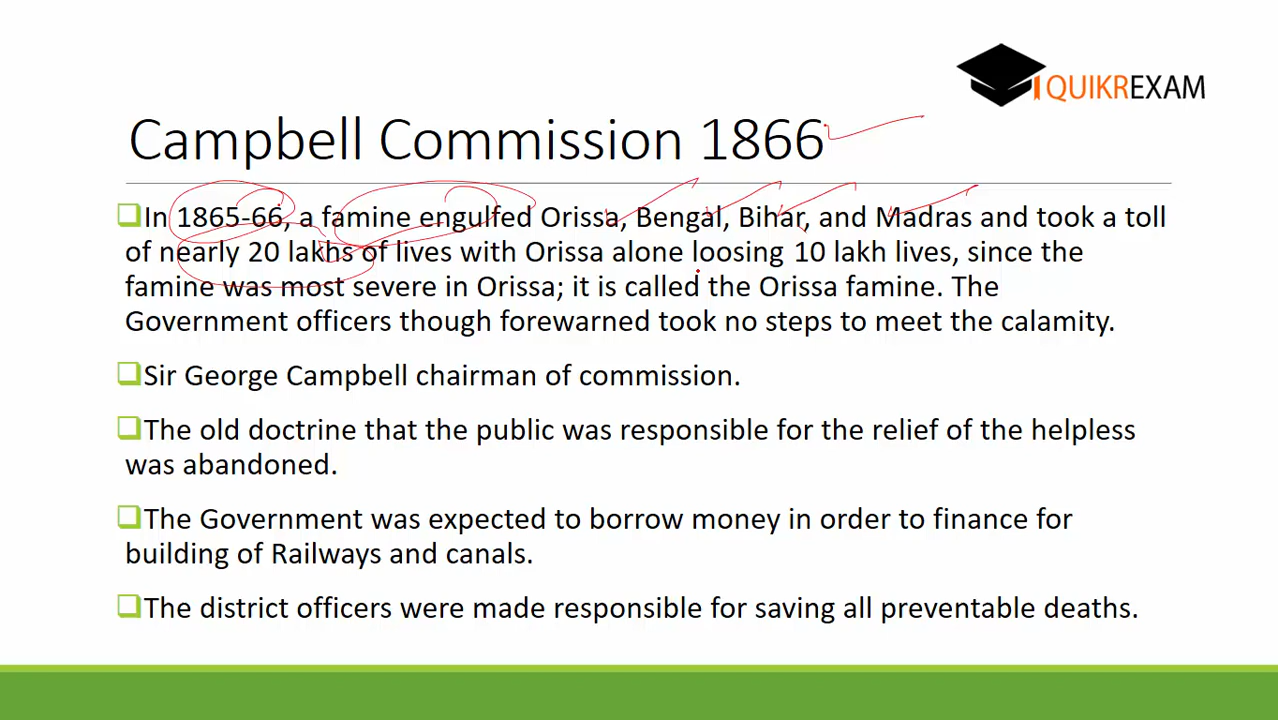 QUIKREXAM
Campbell Commission 1866
In 1865-66, a famine engulfed Orissa, Bengal, Bihar, and Madras and took a toll
of nearly 20 lakhs of lives with Orissa alone loosing 10 lakh lives, since the
famine was most severe in Orissa; it is called the Orissa famine. The
Government officers though forewarned took no steps to meet the calamity.
Sir George Campbell chairman of commission.
The old doctrine that the public was responsible for the relief of the helpless
was abandoned.
The Government was expected to borrow money in order to finance for
building of Railways and canals.
The district officers were made responsible for saving all preventable deaths.